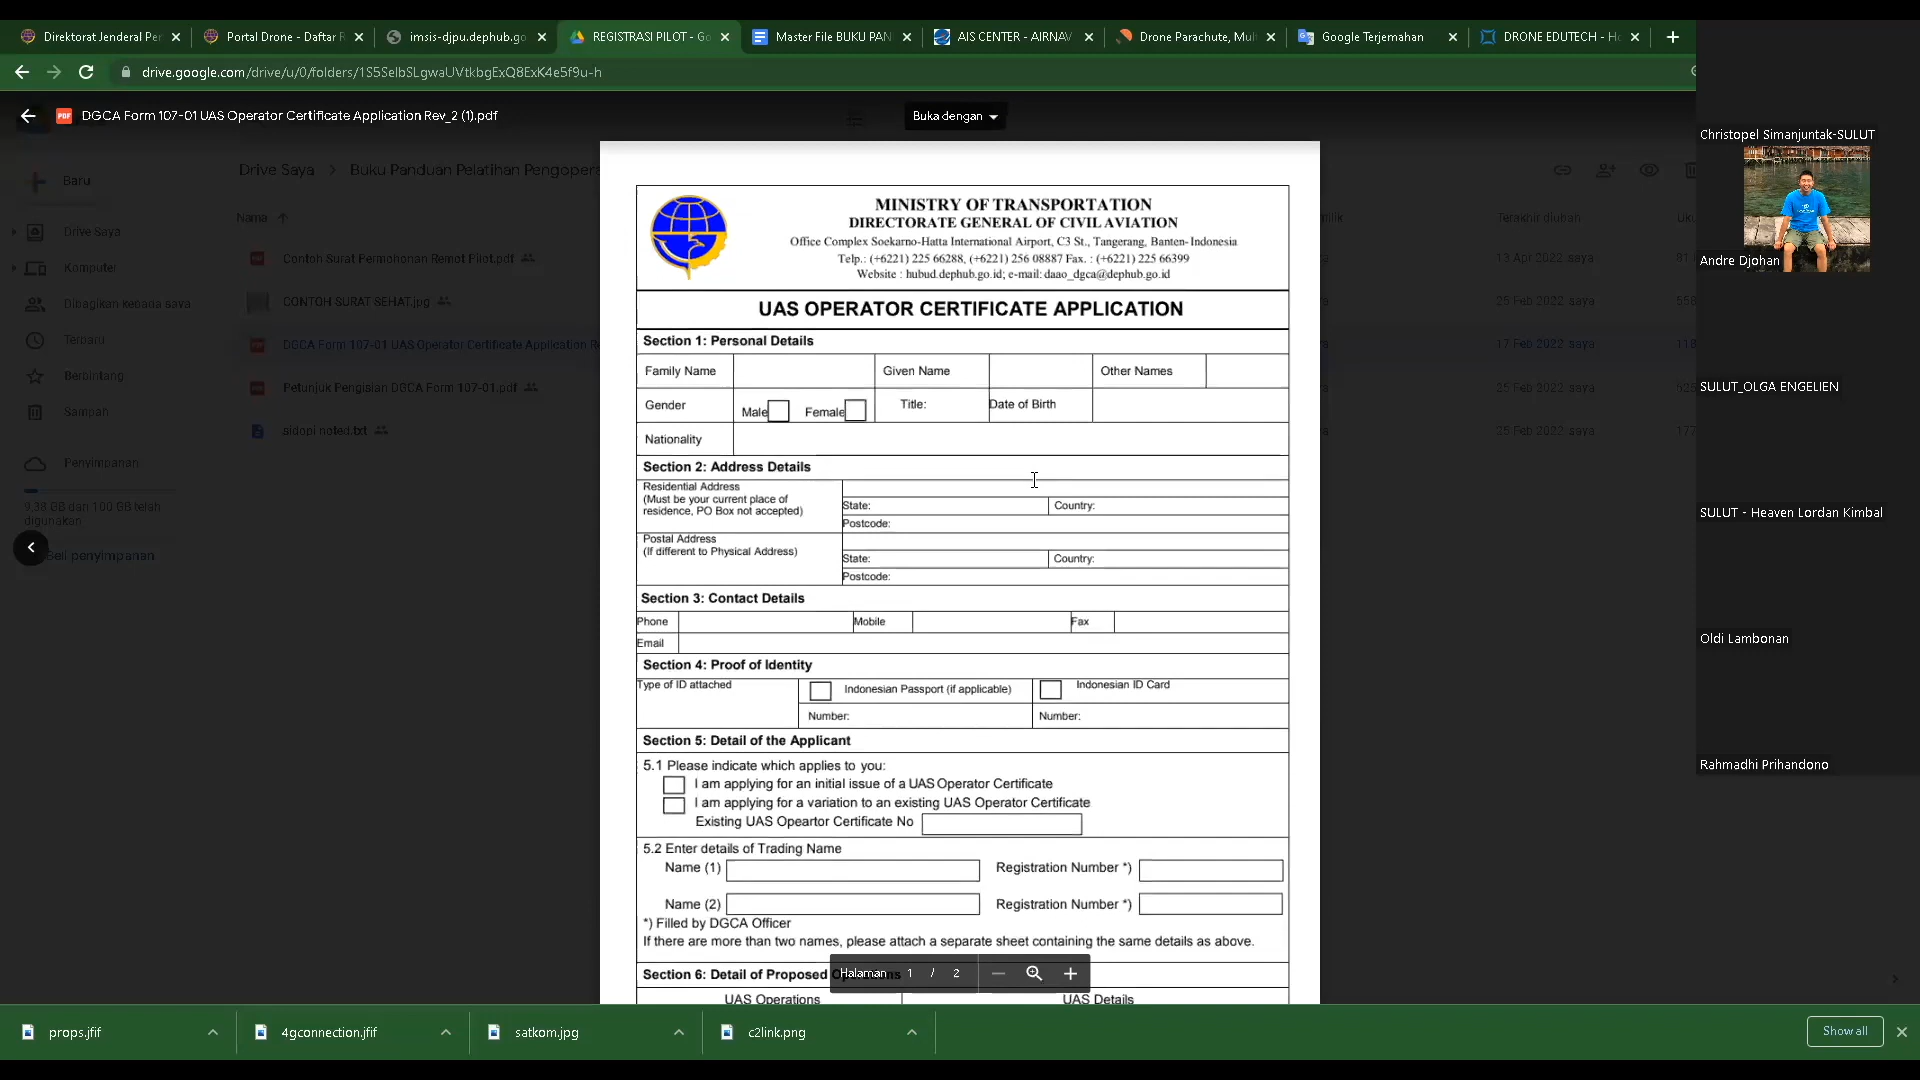 Direktorat Jenderal Per
Portal Drone - Daftar R
imsis-djpu.dephub.go
REGISTRASI PILOT - Go
Master File BUKU PAN
AIS CENTER - AIRNAV
Drone Parachute, Mul
Google Terjemahan
DRONE EDUTECH - Ho
drive.google.com/drive/u/0/folders/1S5SelbSLgwaUVtkbgExQ8ExK4e5f9u-h
DGCA Form 107-01 UAS Operator Certificate Application Rev_2 (1).pdf
Buka dengan
Baru
Drive Saya
Komputer
Dibagikan kepada saya
Terbaru
Berbintang
Sampah
Penyimpanan
9,38 GB dari 100 GB telah
digunakan
Beli penyimpanan
Drive Saya > Buku Panduan Pelatihan Pengopera
Nama
Terakhir diubah
Contoh Surat Permohonan Remot Pilot.pdf
13 Apr 2022 saya
CONTOH SURAT SEHAT.jpg
25 Feb 2022 saya
DGCA Form 107-01 UAS Operator Certificate Application Re
17 Feb 2022 saya
Petunjuk Pengisian DGCA Form 107-01.pdf
25 Feb 2022 saya
sidopi noted.txt
25 Feb 2022 saya
MINISTRY OF TRANSPORTATION
DIRECTORATE GENERAL OF CIVIL AVIATION
Office Complex Soekarno-Hatta International Airport, C3 St., Tangerang, Banten- Indonesia
Telp.: (+6221) 225 66288, (+6221) 256 08887 Fax. : (+6221) 225 66399
Website : hubud.dephub.go.id; e-mail: daao_dgca@dephub.go.id
UAS OPERATOR CERTIFICATE APPLICATION
Section 1: Personal Details
Family Name Given Name Other Names
Gender Male Female Title: Date of Birth
Nationality
Section 2: Address Details
Residential Address
(Must be your current place of
residence, PO Box not accepted)
State: Country:
Postcode:
Postal Address
(If different to Physical Address)
State: Country:
Postcode:
Section 3: Contact Details
Phone Mobile Fax
Email
Section 4: Proof of Identity
Type of ID attached Indonesian Passport (if applicable) Indonesian ID Card
Number: Number:
Section 5: Detail of the Applicant
5.1 Please indicate which applies to you:
I am applying for an initial issue of a UAS Operator Certificate
I am applying for a variation to an existing UAS Operator Certificate
Existing UAS Opeartor Certificate No
5.2 Enter details of Trading Name
Name (1) Registration Number *)
Name (2) Registration Number *)
*) Filled by DGCA Officer
If there are more than two names, please attach a separate sheet containing the same details as above.
Section 6: Detail of Proposed
Halaman 1 / 2
UAS Operations UAS Details
Christopel Simanjuntak-SULUT
Andre Djohan
SULUT_OLGA ENGELIEN
SULUT - Heaven Lordan Kimbal
Oldi Lambonan
Rahmadhi Prihandono
props.jfif
4gconnection.jfif
satkom.jpg
c2link.png
Show all